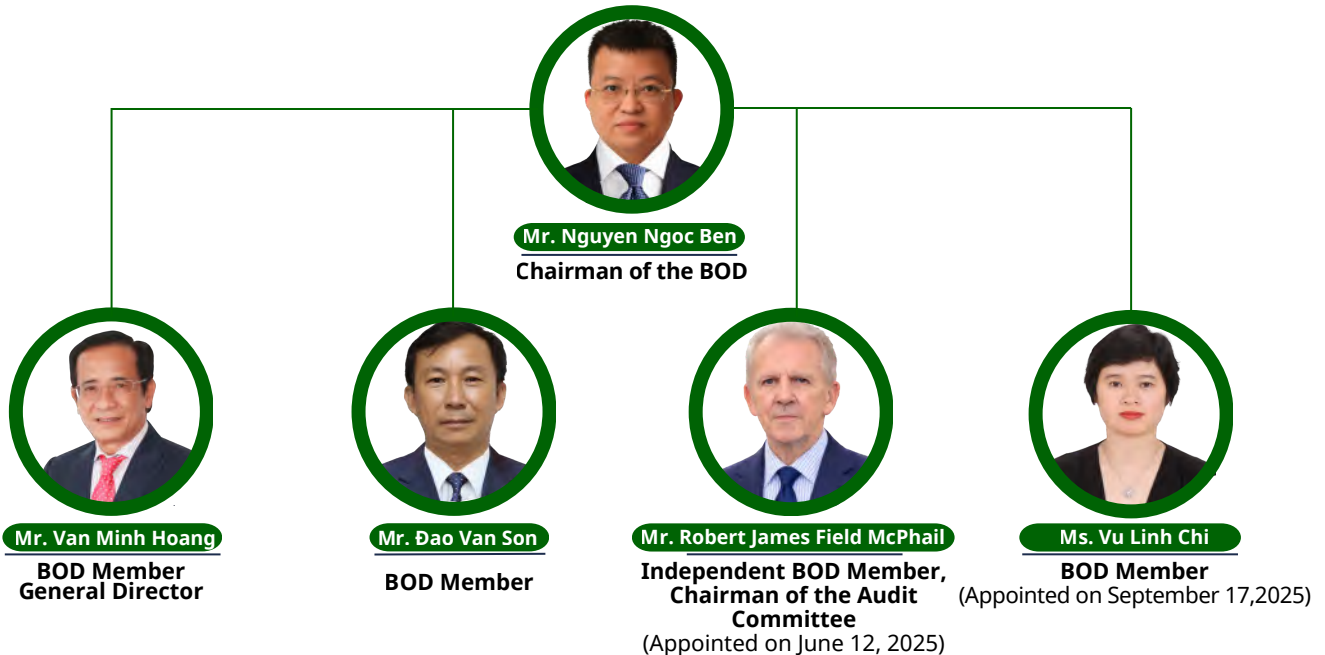 Mr. Nguyen Ngoc Ben
Chairman of the BOD
Mr. Van Minh Hoang
BOD Member
General Director
Mr. Đao Van Son
BOD Member
Mr. Robert James Field McPhail
Independent BOD Member,
Chairman of the Audit
Committee
(Appointed on June 12, 2025)
Ms. Vu Linh Chi
BOD Member
(Appointed on September 17,2025)